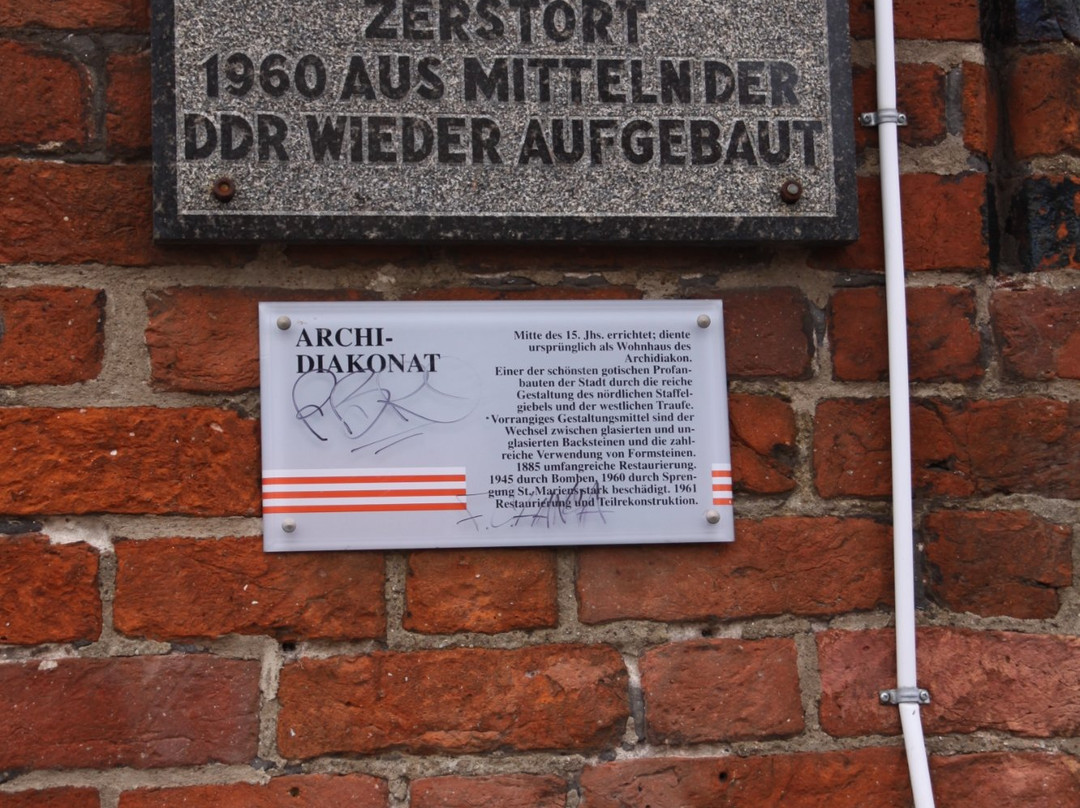 ZERSTÖRT
1960 AUS MITTELN DER
DDR WIEDER AUFGEBAUT
ARCHI-
DIAKONAT
Mitte des 15. Jhs. errichtet; diente
ursprünglich als Wohnhaus des
Archidiakon.
Einer der schönsten gotischen Profan-
bauten der Stadt durch die reiche
Gestaltung des nördlichen Staffel-
giebels und der westlichen Traufe.
Vorrangiges Gestaltungsmittel sind der
Wechsel zwischen glasierten und un-
glasierten Backsteinen und die zahl-
reiche Verwendung von Formsteinen.
1885 umfangreiche Restaurierung.
1945 durch Bomben, 1960 durch Spren-
gung St. Marien stark beschädigt. 1961
Restaurierung und Teilrekonstruktion.